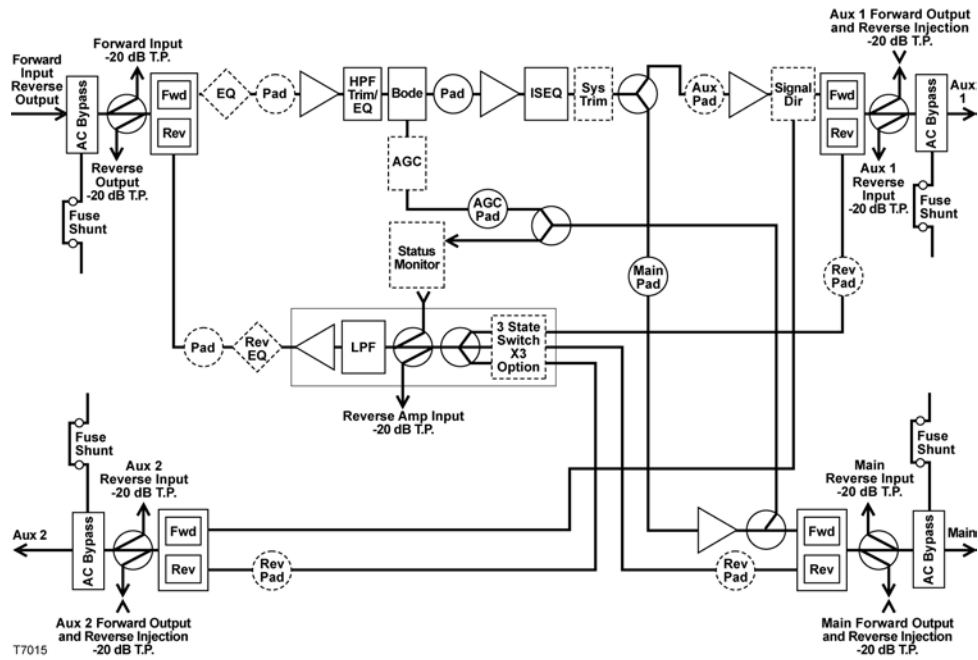 Forward Input
-20 dB T.P.
Aux 1 Forward Output
and Reverse Injection
-20 dB T.P.
Forward
Input
Reverse
Output
AC Bypass
Fwd
Rev
EQ
Pad
HPF
Trim/
EQ
Bode
Pad
ISEQ
Sys
Trim
Aux
Pad
Signal
Dir
Fwd
Rev
AC Bypass
Aux
1
Reverse
Output
-20 dB T.P.
Fuse
Shunt
AGC
AGC
Pad
Aux 1
Reverse
Input
-20 dB T.P.
Fuse
Shunt
Status
Monitor
Main
Pad
Rev
Pad
Pad
Rev
EQ
LPF
3 State
Switch
X3
Option
Reverse Amp Input
-20 dB T.P.
Fuse
Shunt
Aux 2
Reverse Input
-20 dB T.P.
Main
Reverse Input
-20 dB T.P.
Fuse
Shunt
Aux 2
AC Bypass
Fwd
Rev
Rev
Pad
Rev
Pad
Fwd
Rev
AC Bypass
Main
Aux 2 Forward Output
and Reverse Injection
-20 dB T.P.
Main Forward Output
and Reverse Injection
-20 dB T.P.
T7015